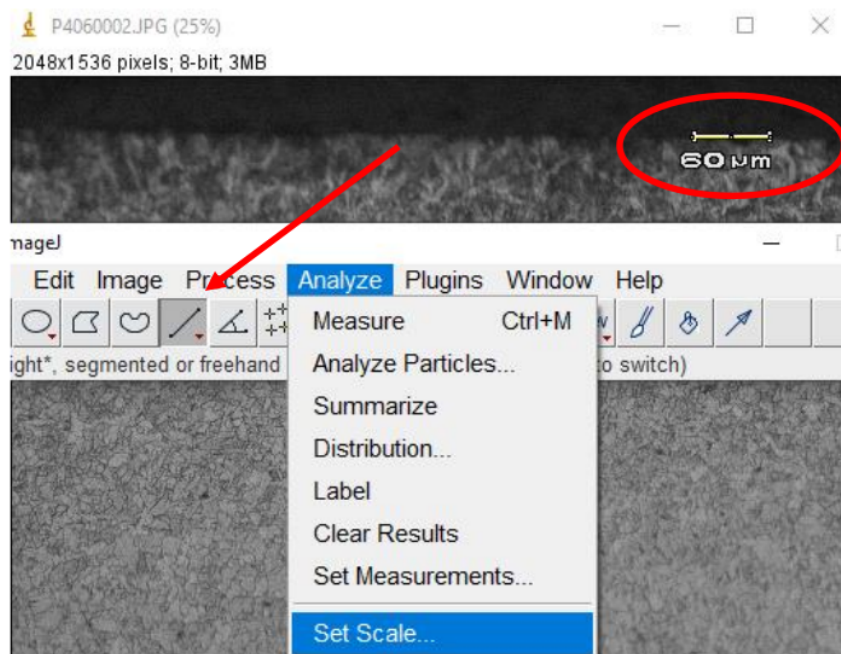 P4060002.JPG (25%)
2048x1536 pixels; 8-bit; 3MB
60 µm
mageJ
Edit Image Process Analyze Plugins Window Help
ight*, segmented or freehand
o switch)
Measure Ctrl+M
Analyze Particles...
Summarize
Distribution...
Label
Clear Results
Set Measurements...
Set Scale...